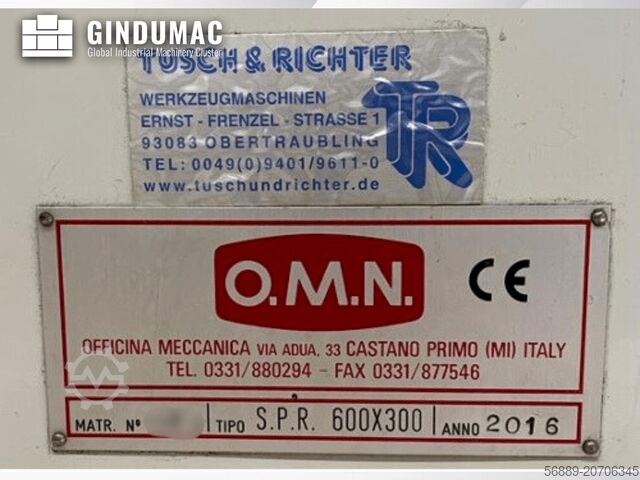 GINDUMAC
Global Industrial Machinery Cluster
TUSCH & RICHTER
WERKZEUGMASCHINEN
ERNST - FRENZEL - STRASSE 1
93083 OBERTRAUBLING
TEL: 0049(0)9401/9611-0
www.tuschundrichter.de
TR
O.M.N.
CE
OFFICINA MECCANICA VIA ADUA, 33 CASTANO PRIMO (MI) ITALY
TEL. 0331/880294 - FAX 0331/877546
MATR. N° TIPO S.P.R. 600X300 ANNO 2016
56889-20706345